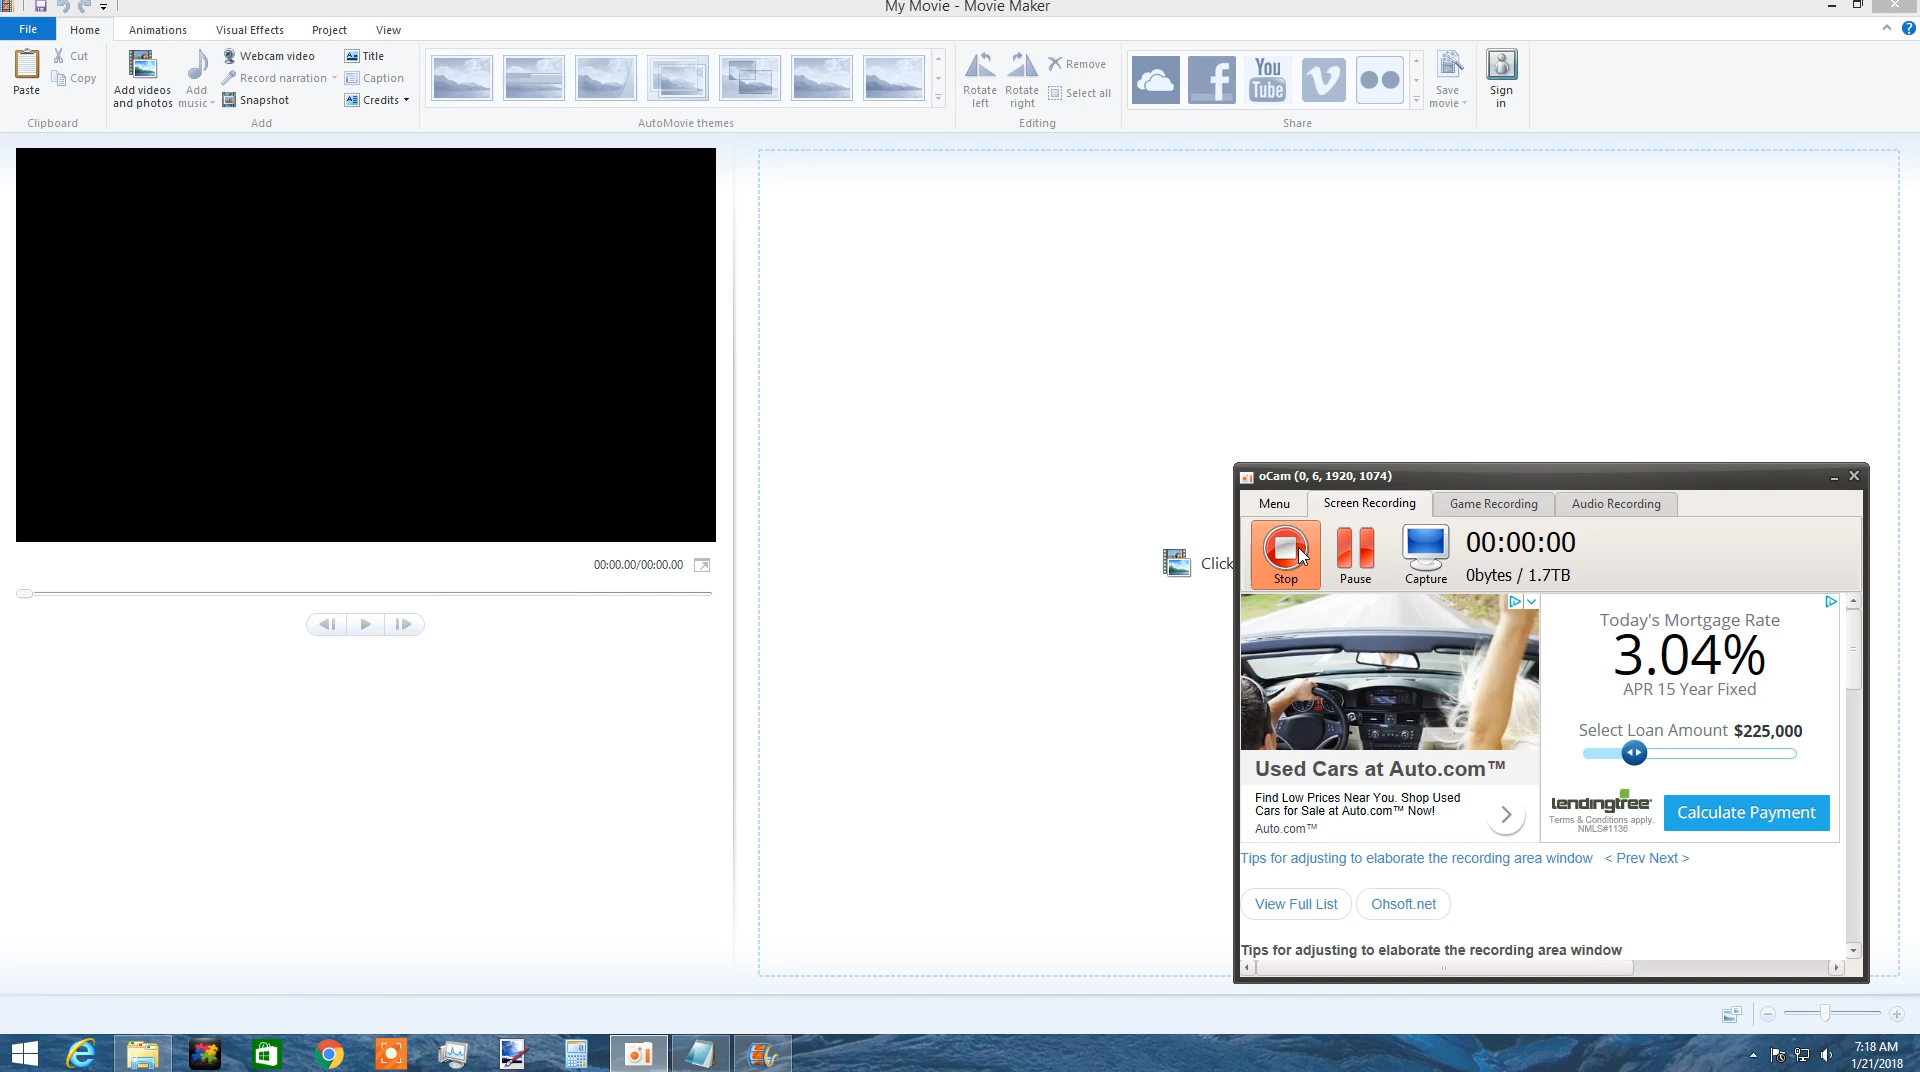 My Movie - Movie Maker
File
Home
Animations
Visual Effects
Project
View
Paste
Cut
Copy
Clipboard
Add videos
and photos
Add
music
Webcam video
Record narration
Snapshot
Title
Caption
Credits
Add
AutoMovie themes
Rotate
left
Rotate
right
Remove
Select all
Editing
You
Tube
Share
Save
movie
Sign
in
00:00.00/00:00.00
Click
oCam (0, 6, 1920, 1074)
Menu
Screen Recording
Game Recording
Audio Recording
Stop
Pause
Capture
00:00:00
0bytes / 1.7TB
Used Cars at Auto.com™
Find Low Prices Near You. Shop Used
Cars for Sale at Auto.com™ Now!
Auto.com™
Today's Mortgage Rate
3.04%
APR 15 Year Fixed
Select Loan Amount $225,000
lendingtree
Terms & Conditions apply.
NMLS#1136
Calculate Payment
Tips for adjusting to elaborate the recording area window < Prev Next >
View Full List
Ohsoft.net
Tips for adjusting to elaborate the recording area window
7:18 AM
1/21/2018